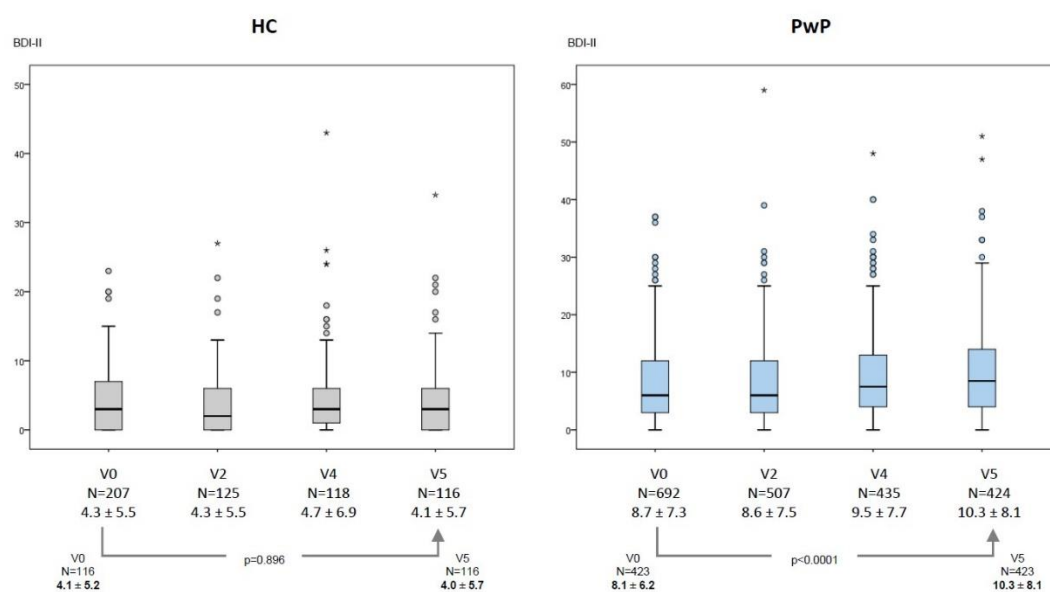 HC
BDI-II
50
40
30
20
10
0
V0 V2 V4 V5
N=207 N=125 N=118 N=116
4.3 ± 5.5 4.3 ± 5.5 4.7 ± 6.9 4.1 ± 5.7
p=0.896
V0 V5
N=116 N=116
4.1 ± 5.2 4.0 ± 5.7
PwP
BDI-II
60
50
40
30
20
10
0
V0 V2 V4 V5
N=692 N=507 N=435 N=424
8.7 ± 7.3 8.6 ± 7.5 9.5 ± 7.7 10.3 ± 8.1
p<0.0001
V0 V5
N=423 N=423
8.1 ± 6.2 10.3 ± 8.1